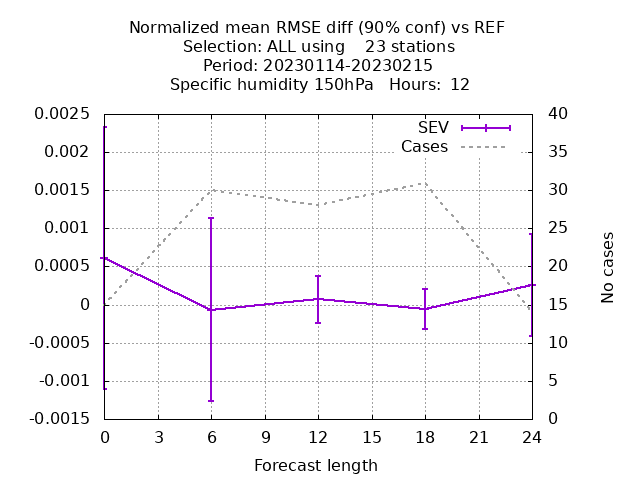 Normalized mean RMSE diff (90% conf) vs REF
Selection: ALL using    23 stations
Period: 20230114-20230215
Specific humidity 150hPa   Hours:  12
SEV
Cases
0.0025
0.002
0.0015
0.001
0.0005
0
-0.0005
-0.001
-0.0015
40
35
30
25
20
15
10
5
0
No cases
0 3 6 9 12 15 18 21 24
Forecast length